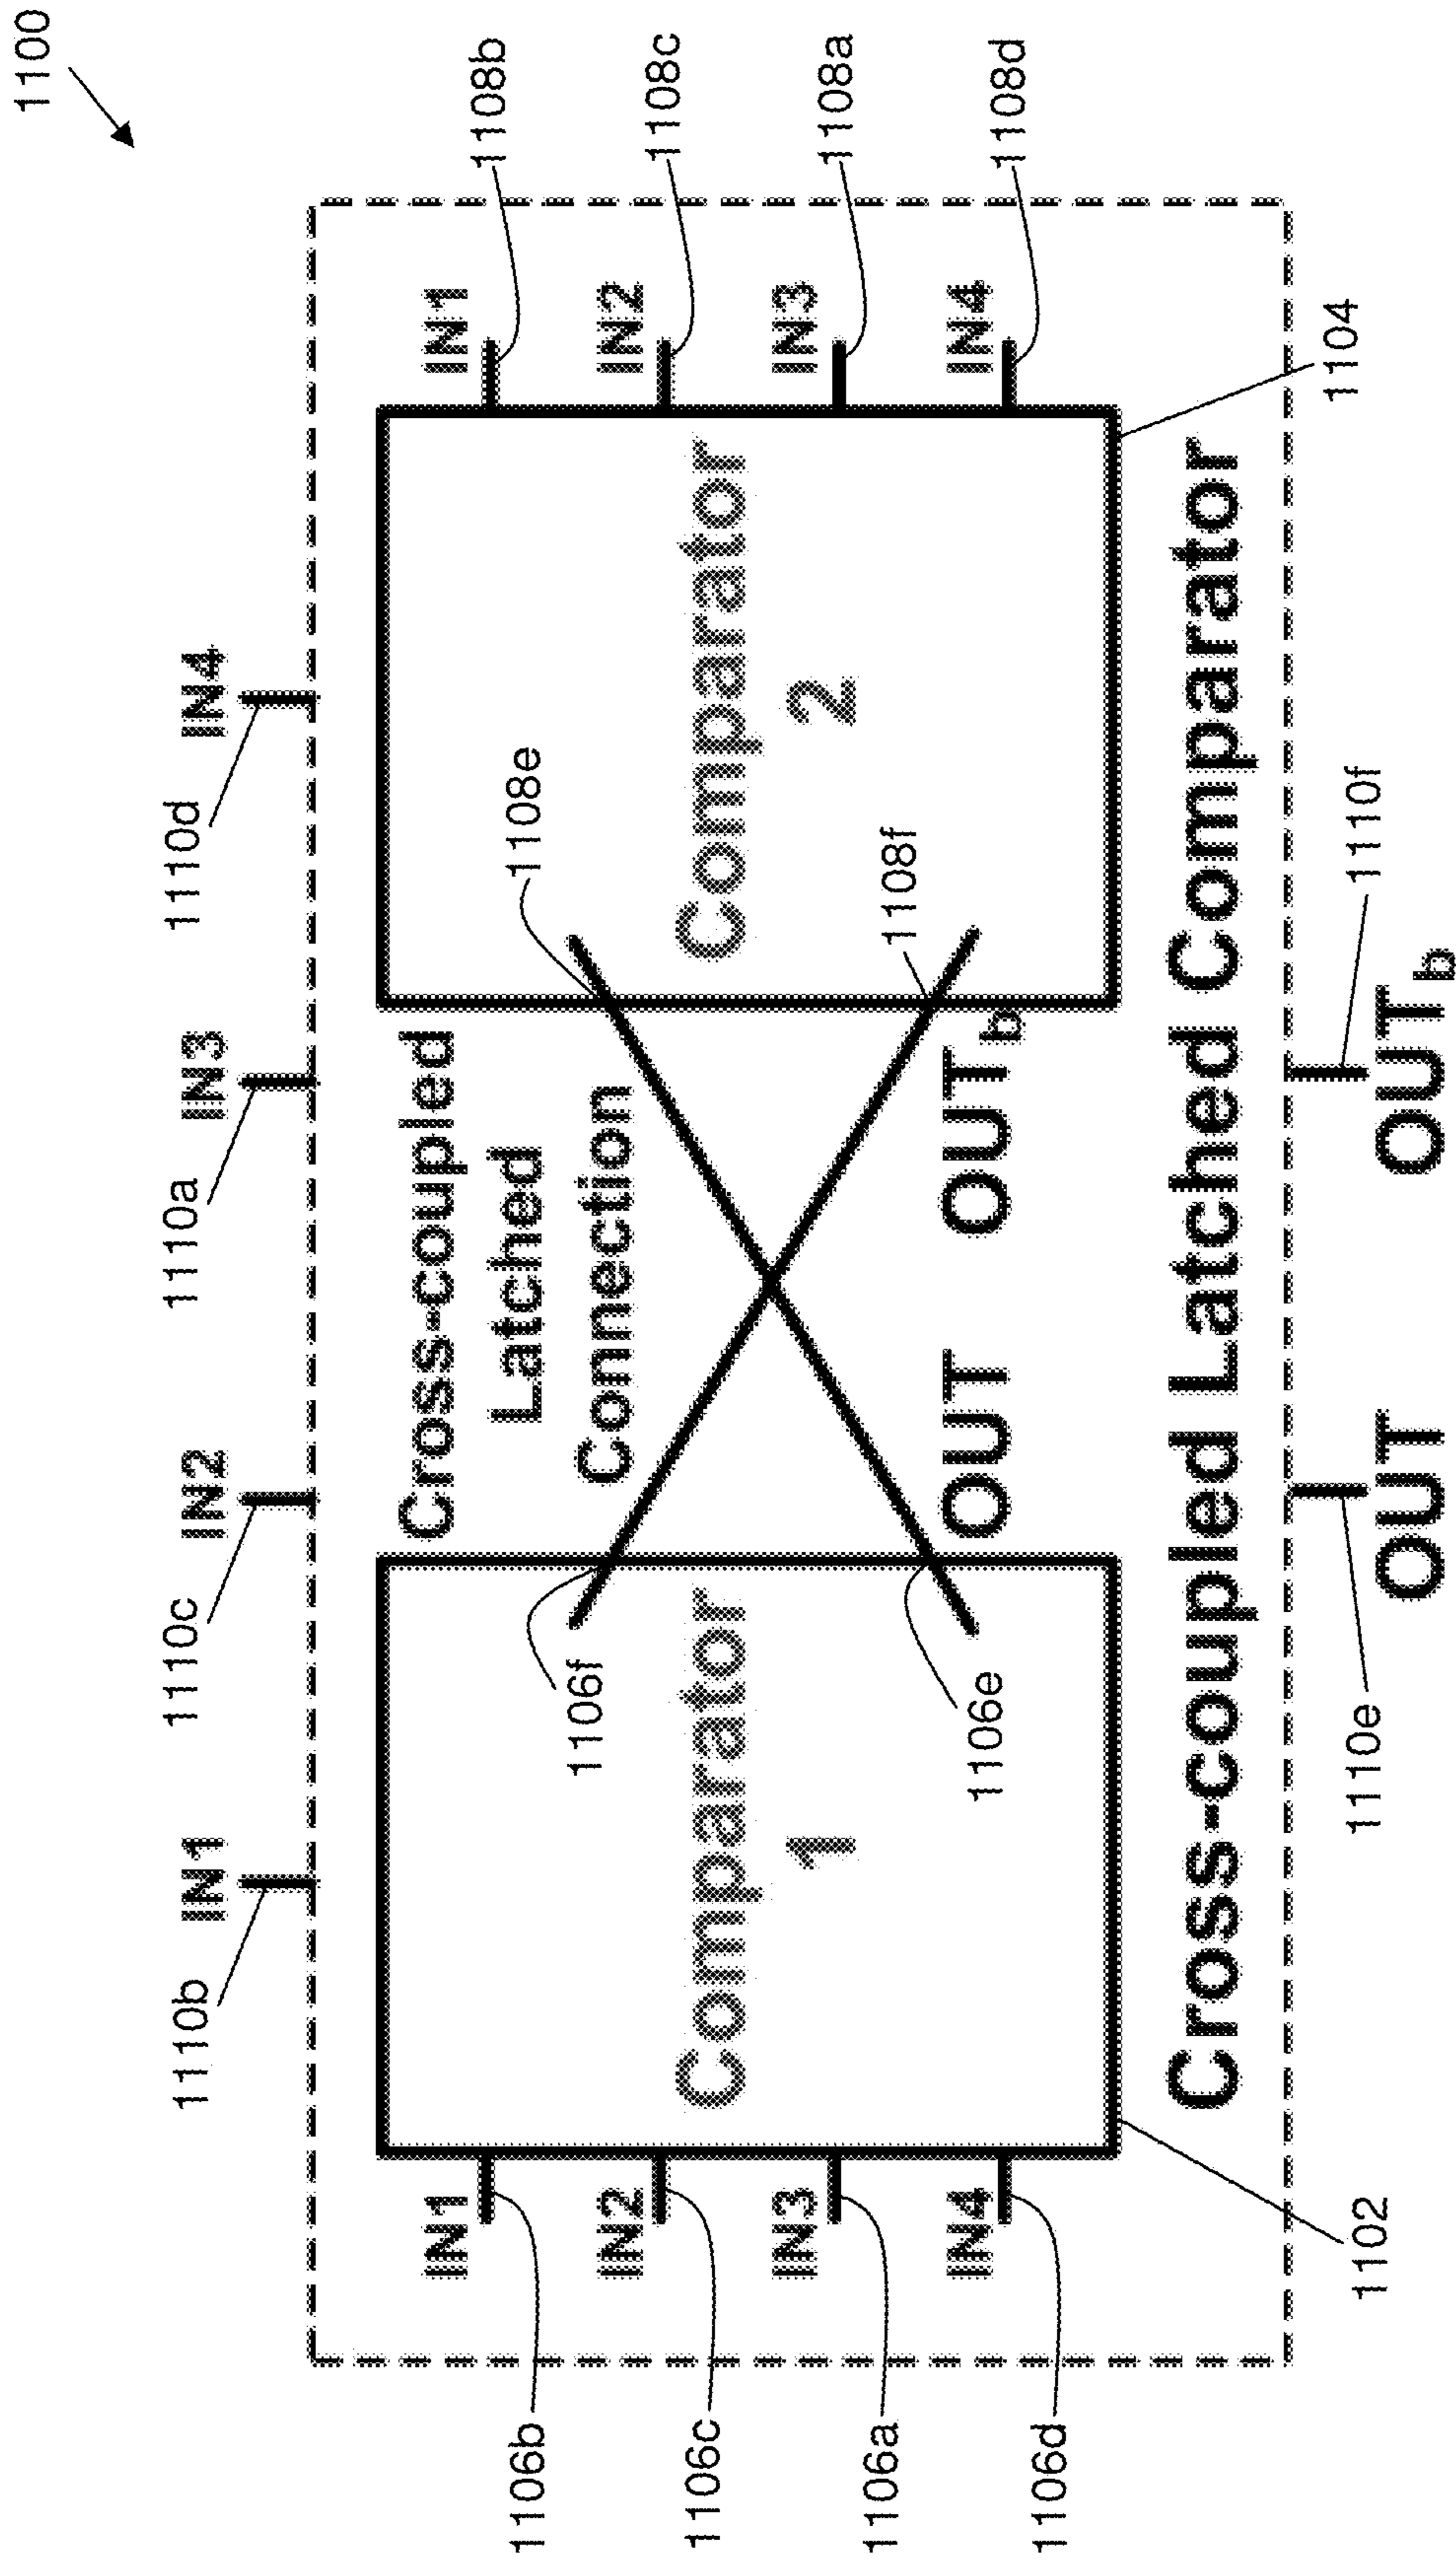 1100
1110b
1110c
1110a
1110d
IN1
IN2
IN3
IN4
Cross-coupled
Latched
Connection
IN1
IN2
IN3
IN4
1106b
1106c
1106a
1106d
IN1
IN2
IN3
IN4
1108b
1108c
1108a
1108d
1106f
1108e
Comparator
1
Comparator
2
1106e
1108f
OUT
OUTb
Cross-coupled Latched Comparator
1102
1104
1110e
1110f
OUT
OUTb